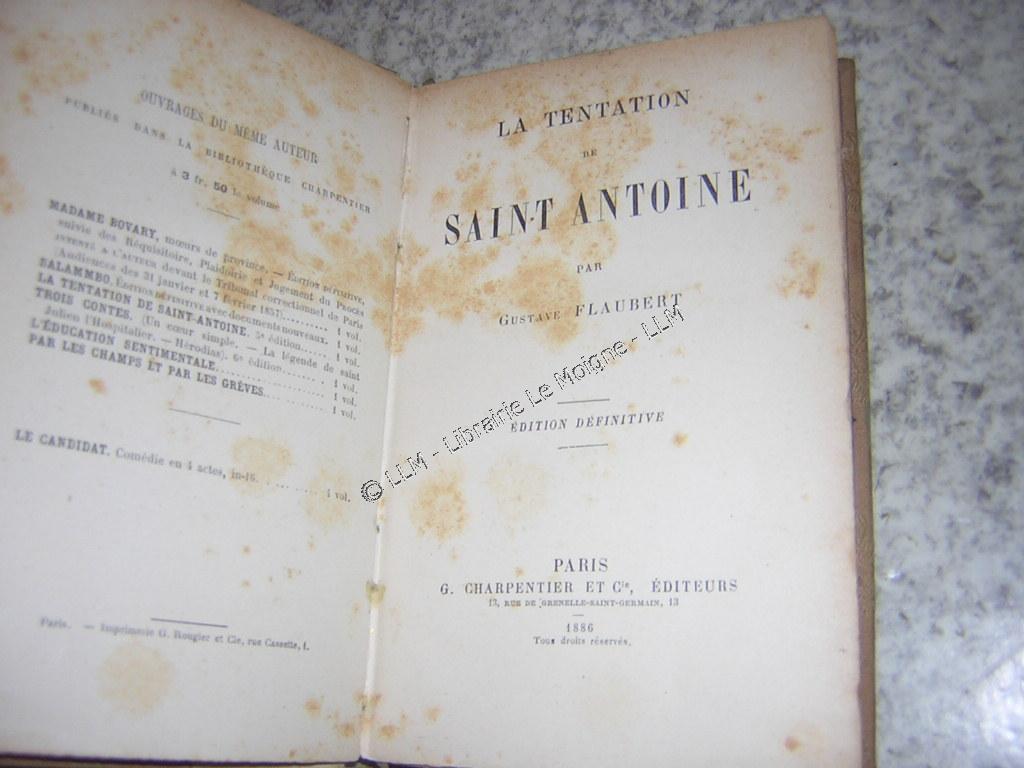 OUVRAGES DU MÊME AUTEUR
PUBLIÉS DANS LA BIBLIOTHÈQUE CHARPENTIER
à 3 fr. 50 le volume
MADAME BOVARY, mœurs de province. — ÉDITION DÉFINITIVE,
suivie des Réquisitoire, Plaidoirie et Jugement du PROCÈS
INTENTÉ A L'AUTEUR devant le Tribunal correctionnel de Paris
Audiences des 31 janvier et 7 février 1857)......... 1 vol.
SALAMMBO. ÉDITION DÉFINITIVE avec documents nouveaux. 1 vol.
LA TENTATION DE SAINT-ANTOINE. 5e édition...... 1 vol.
TROIS CONTES. (Un cœur simple. — La légende de saint
Julien l'Hospitalier. — Hérodias). 6e édition....... 1 vol.
L'ÉDUCATION SENTIMENTALE.................. 1 vol.
PAR LES CHAMPS ET PAR LES GRÈVES............ 1 vol.
LE CANDIDAT. Comédie en 4 actes, in-16. . ....... 1 vol.
Paris. — Imprimerie G. Rougier et Cie, rue Cassette, 1.
LA TENTATION
DE
SAINT ANTOINE
PAR
GUSTAVE FLAUBERT
ÉDITION DÉFINITIVE
PARIS
G. CHARPENTIER ET Cie, ÉDITEURS
13, RUE DE GRENELLE-SAINT-GERMAIN, 13
1886
Tous droits réservés.
© LLM - Librairie Le Moigne - LLM